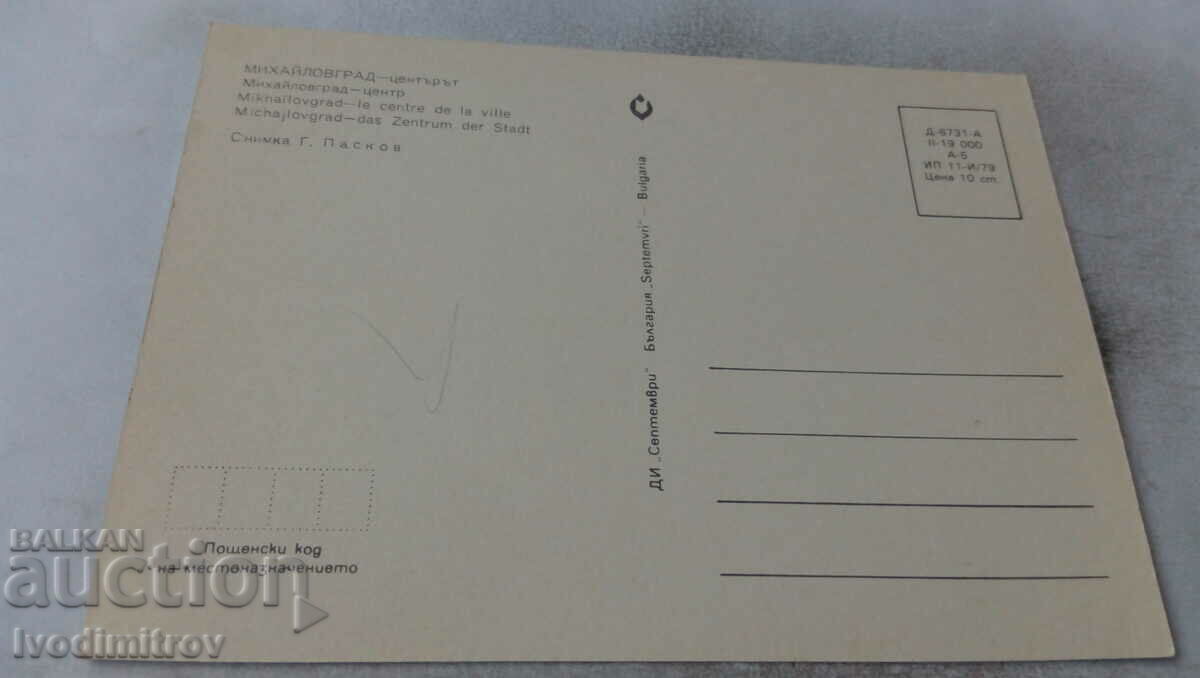 МИХАЙЛОВГРАД—центърът
Михайловград—центр
Mikhaïlovgrad—le centre de la ville
Michajlovgrad—das Zentrum der Stadt
Снимка Г. Пасков
Д-6731-А
II-19 000
А-5
ИП 11-И/79
Цена 10 ст.
ДИ „Септември" България „Septemvri" — Bulgaria
Пощенски код
на местоназначението
BALKAN
auction
Ivodimitrov